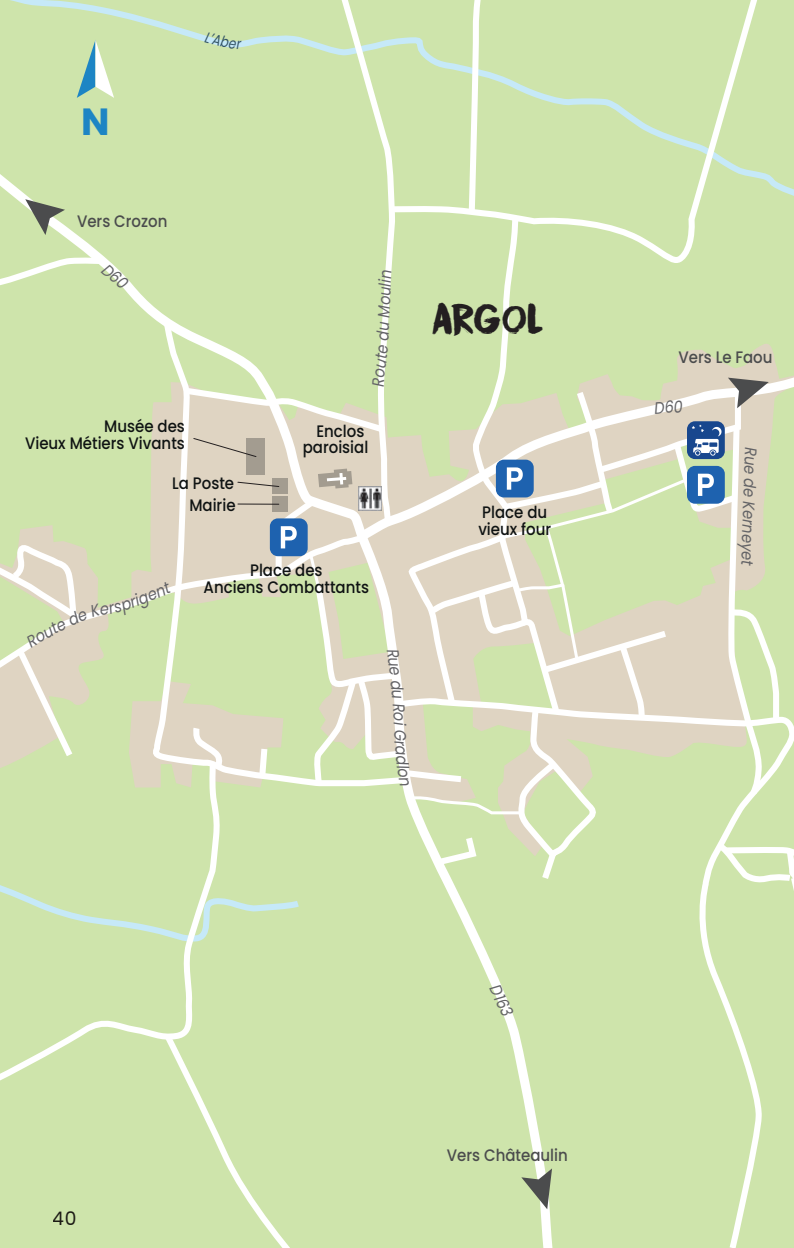 L'Aber
N
Vers Crozon
D60
Route du Moulin
ARGOL
Vers Le Faou
D60
Musée des
Vieux Métiers Vivants
Enclos
paroisial
La Poste
Mairie
P
P
P
Rue de Kerneyet
Place du
vieux four
Place des
Anciens Combattants
Route de Kersprigent
Rue du Roi Gradlon
D163
Vers Châteaulin
40